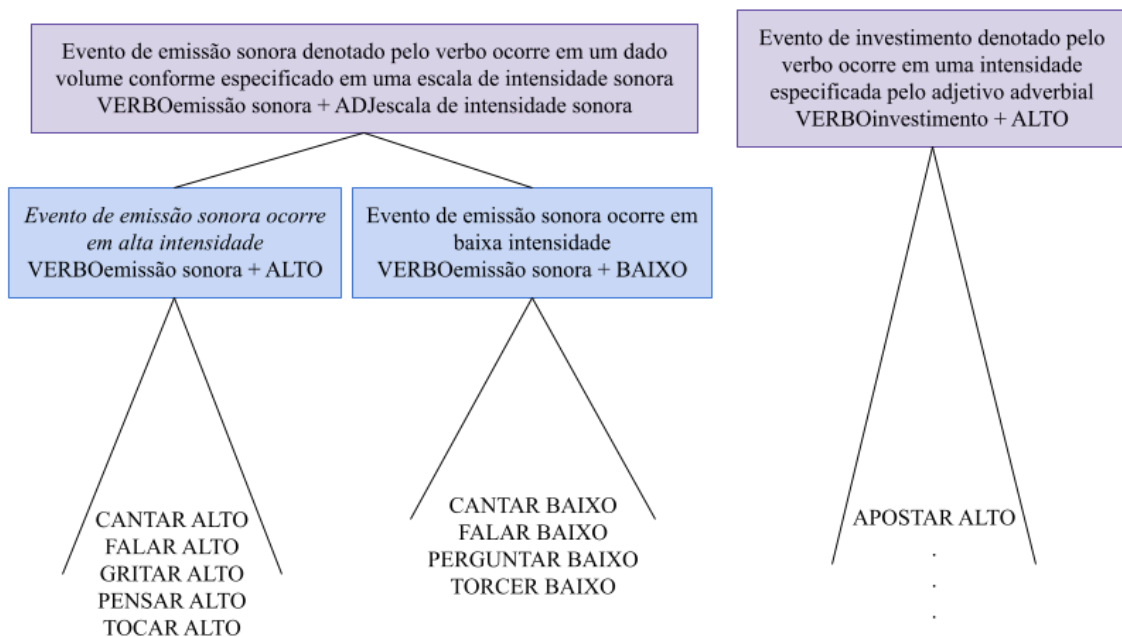 Evento de emissão sonora denotado pelo verbo ocorre em um dado
volume conforme especificado em uma escala de intensidade sonora
VERBOemissão sonora + ADJescala de intensidade sonora
Evento de investimento denotado pelo
verbo ocorre em uma intensidade
especificada pelo adjetivo adverbial
VERBOinvestimento + ALTO
Evento de emissão sonora ocorre
em alta intensidade
VERBOemissão sonora + ALTO
Evento de emissão sonora ocorre em
baixa intensidade
VERBOemissão sonora + BAIXO
CANTAR ALTO
FALAR ALTO
GRITAR ALTO
PENSAR ALTO
TOCAR ALTO
CANTAR BAIXO
FALAR BAIXO
PERGUNTAR BAIXO
TORCER BAIXO
APOSTAR ALTO
.
.
.